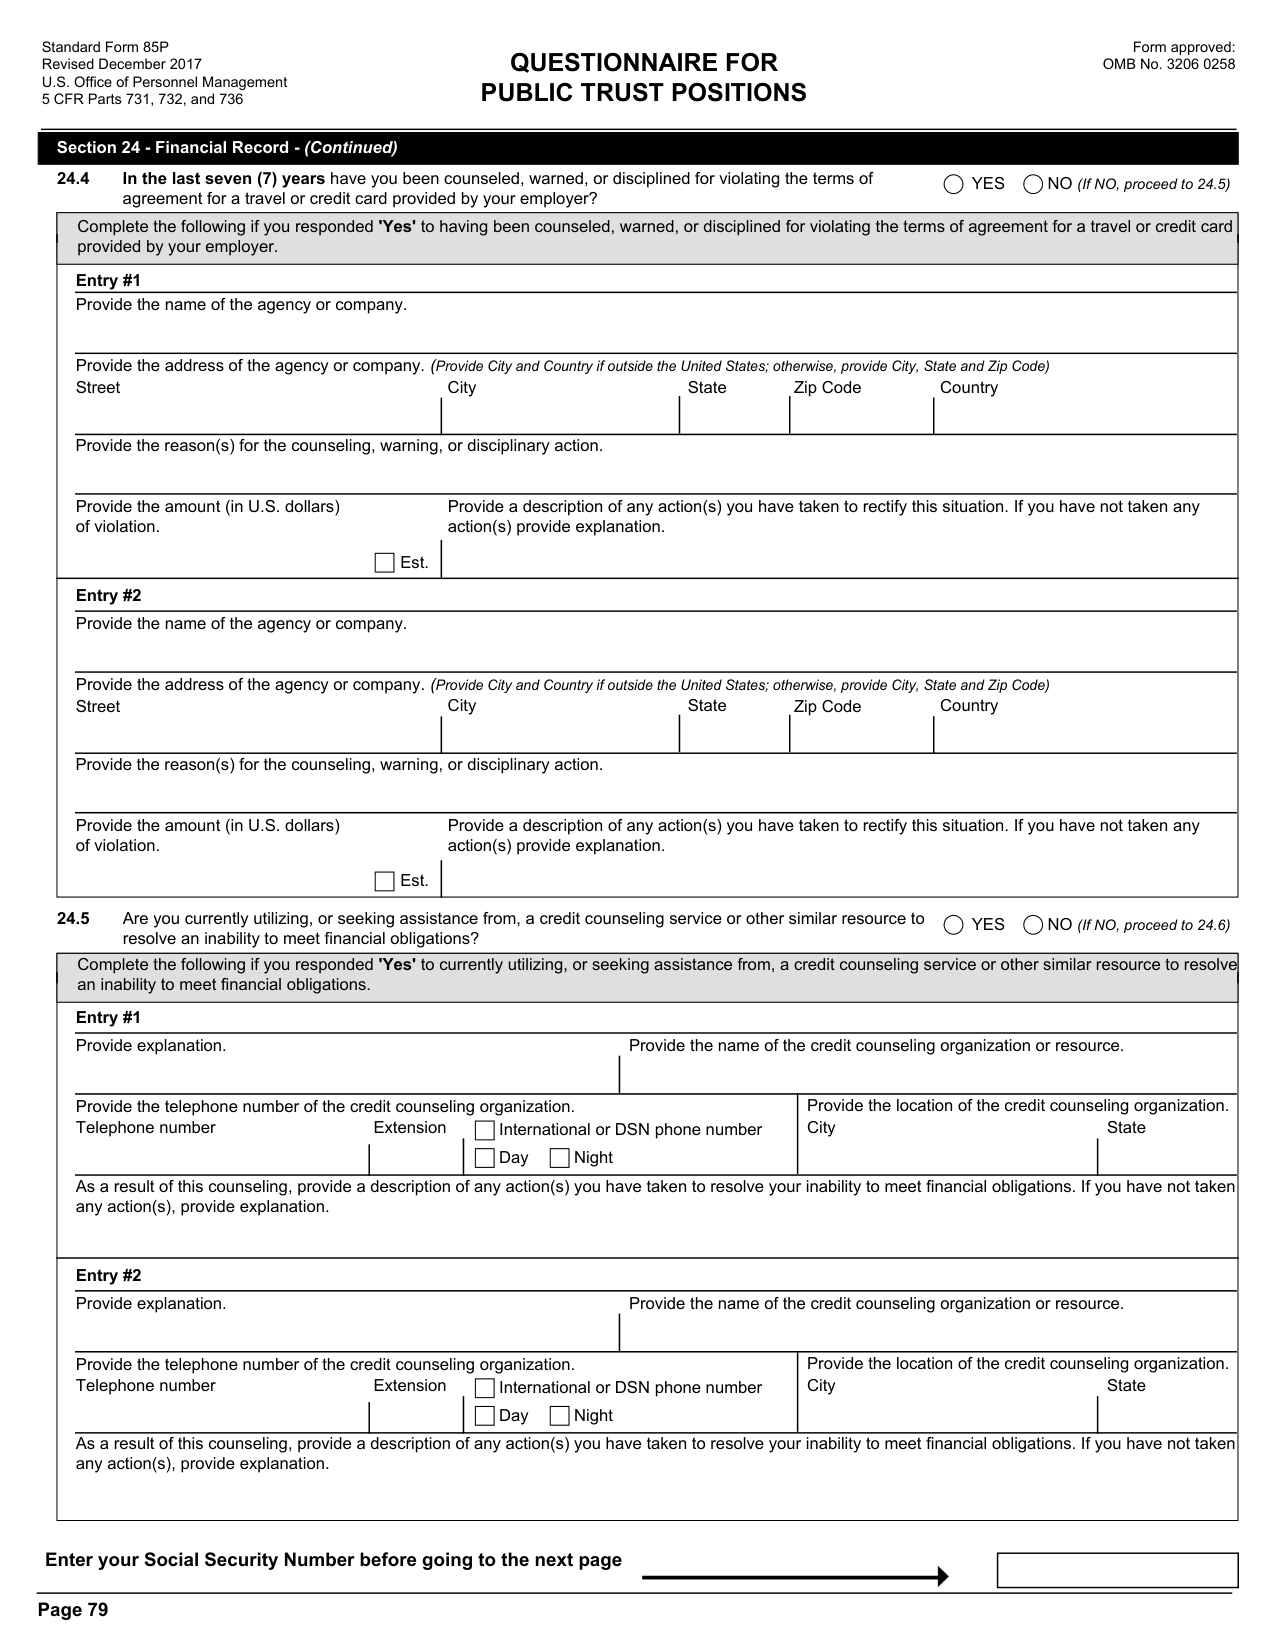 Standard Form 85P
Revised December 2017
U.S. Office of Personnel Management
5 CFR Parts 731, 732, and 736
QUESTIONNAIRE FOR
PUBLIC TRUST POSITIONS
Form approved:
OMB No. 3206 0258
Section 24 - Financial Record - (Continued)
24.4 In the last seven (7) years have you been counseled, warned, or disciplined for violating the terms of
agreement for a travel or credit card provided by your employer?
YES NO (If NO, proceed to 24.5)
Complete the following if you responded 'Yes' to having been counseled, warned, or disciplined for violating the terms of agreement for a travel or credit card
provided by your employer.
Entry #1
Provide the name of the agency or company.
Provide the address of the agency or company. (Provide City and Country if outside the United States; otherwise, provide City, State and Zip Code)
Street City State Zip Code Country
Provide the reason(s) for the counseling, warning, or disciplinary action.
Provide the amount (in U.S. dollars)
of violation.
Est.
Provide a description of any action(s) you have taken to rectify this situation. If you have not taken any
action(s) provide explanation.
Entry #2
Provide the name of the agency or company.
Provide the address of the agency or company. (Provide City and Country if outside the United States; otherwise, provide City, State and Zip Code)
Street City State Zip Code Country
Provide the reason(s) for the counseling, warning, or disciplinary action.
Provide the amount (in U.S. dollars)
of violation.
Est.
Provide a description of any action(s) you have taken to rectify this situation. If you have not taken any
action(s) provide explanation.
24.5 Are you currently utilizing, or seeking assistance from, a credit counseling service or other similar resource to
resolve an inability to meet financial obligations?
YES NO (If NO, proceed to 24.6)
Complete the following if you responded 'Yes' to currently utilizing, or seeking assistance from, a credit counseling service or other similar resource to resolve
an inability to meet financial obligations.
Entry #1
Provide explanation. Provide the name of the credit counseling organization or resource.
Provide the telephone number of the credit counseling organization.
Telephone number Extension International or DSN phone number
Day Night
Provide the location of the credit counseling organization.
City State
As a result of this counseling, provide a description of any action(s) you have taken to resolve your inability to meet financial obligations. If you have not taken
any action(s), provide explanation.
Entry #2
Provide explanation. Provide the name of the credit counseling organization or resource.
Provide the telephone number of the credit counseling organization.
Telephone number Extension International or DSN phone number
Day Night
Provide the location of the credit counseling organization.
City State
As a result of this counseling, provide a description of any action(s) you have taken to resolve your inability to meet financial obligations. If you have not taken
any action(s), provide explanation.
Enter your Social Security Number before going to the next page
Page 79